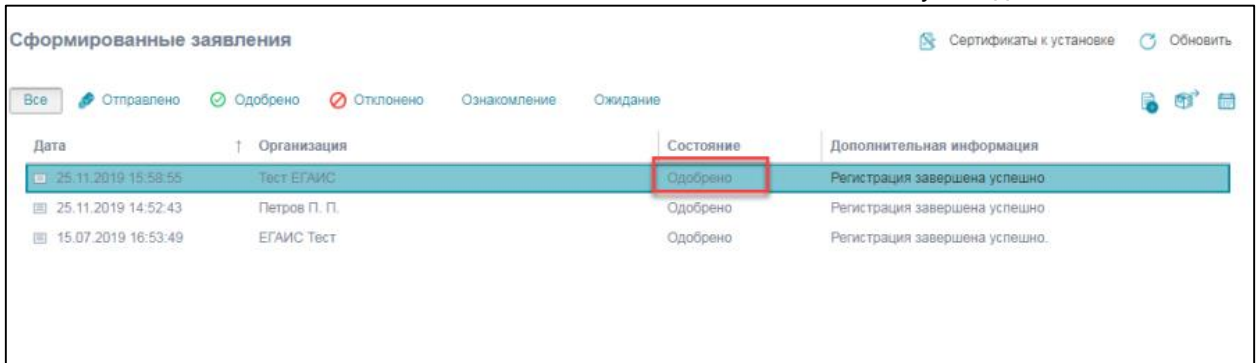 Сформированные заявления Сертификаты к установке Обновить
Все Отправлено Одобрено Отклонено Ознакомление Ожидание
Дата ↑ Организация Состояние Дополнительная информация
25.11.2019 15:58:55 Тест ЕГАИС Одобрено Регистрация завершена успешно
25.11.2019 14:52:43 Петров П. П. Одобрено Регистрация завершена успешно
15.07.2019 16:53:49 ЕГАИС Тест Одобрено Регистрация завершена успешно.